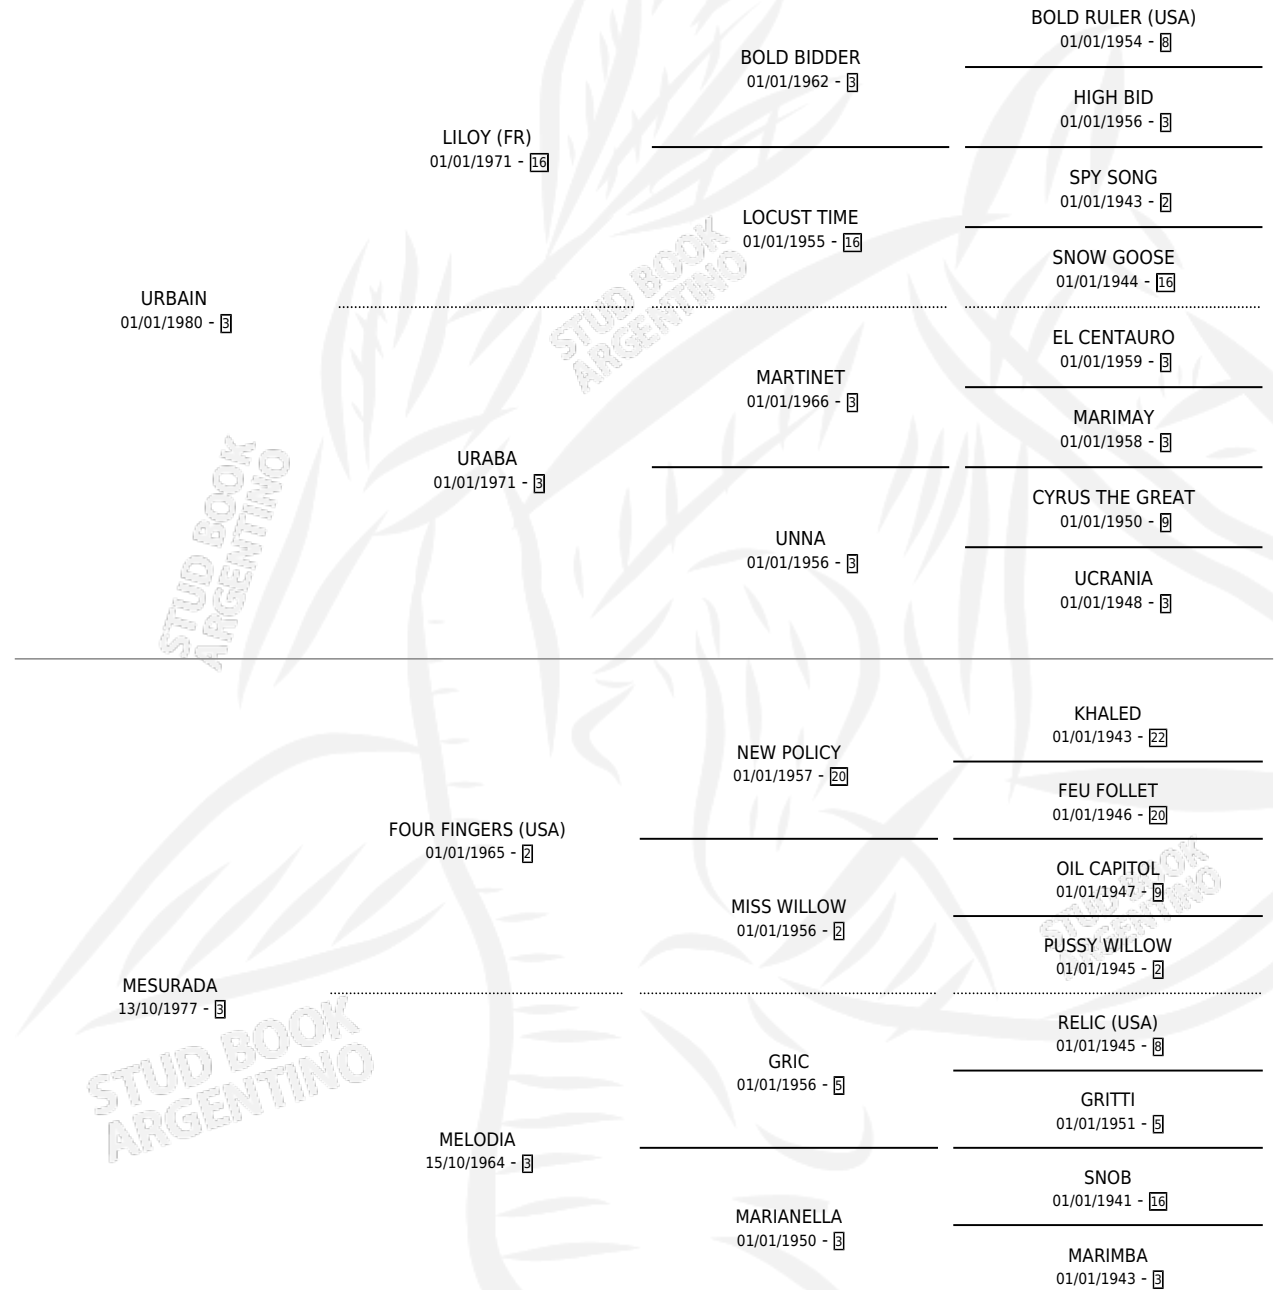 BOLD RULER (USA)
01/01/1954 - 8
BOLD BIDDER
01/01/1962 - 3
HIGH BID
01/01/1956 - 3
LILOY (FR)
01/01/1971 - 16
SPY SONG
01/01/1943 - 2
LOCUST TIME
01/01/1955 - 16
SNOW GOOSE
01/01/1944 - 16
URBAIN
01/01/1980 - 3
STUD BOOK
ARGENTINO
EL CENTAURO
01/01/1959 - 3
MARTINET
01/01/1966 - 3
MARIMAY
01/01/1958 - 3
URABA
01/01/1971 - 3
CYRUS THE GREAT
01/01/1950 - 9
UNNA
01/01/1956 - 3
UCRANIA
01/01/1948 - 3
STUD BOOK
ARGENTINO
KHALED
01/01/1943 - 22
NEW POLICY
01/01/1957 - 20
FEU FOLLET
01/01/1946 - 20
FOUR FINGERS (USA)
01/01/1965 - 2
OIL CAPITOL
01/01/1947 - 9
MISS WILLOW
01/01/1956 - 2
STUD BOOK
ARGENTINO
PUSSY WILLOW
01/01/1945 - 2
MESURADA
13/10/1977 - 3
RELIC (USA)
01/01/1945 - 8
GRIC
01/01/1956 - 5
STUD BOOK
ARGENTINO
GRITTI
01/01/1951 - 5
MELODIA
15/10/1964 - 3
SNOB
01/01/1941 - 16
MARIANELLA
01/01/1950 - 3
MARIMBA
01/01/1943 - 3